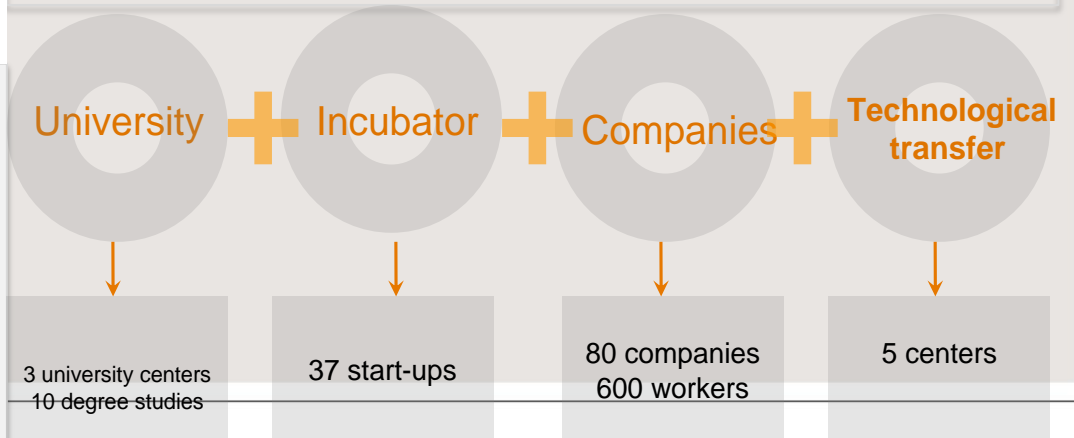 University
Incubator
Companies
Technological
transfer
3 university centers
10 degree studies
37 start-ups
80 companies
600 workers
5 centers